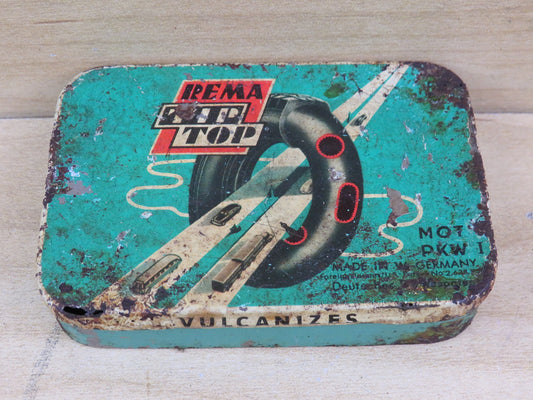 REMA
TIP
TOP
MOT
PKW I
MADE IN W. GERMANY
VULCANIZES